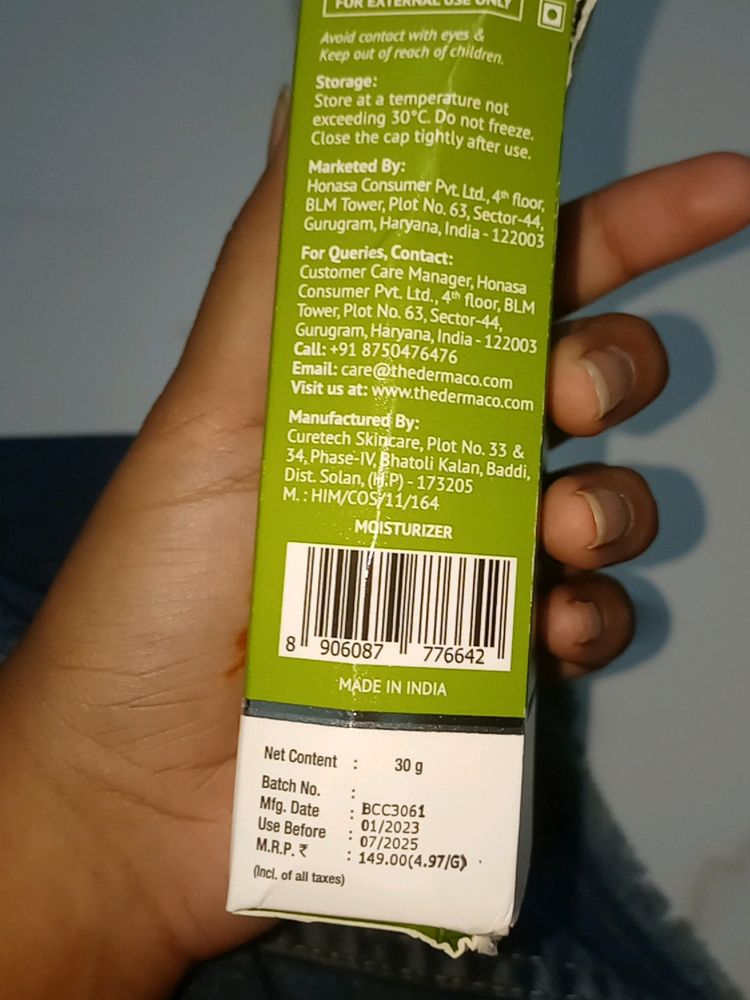 FOR EXTERNAL USE ONLY
Avoid contact with eyes &
Keep out of reach of children.
Storage:
Store at a temperature not
exceeding 30°C. Do not freeze.
Close the cap tightly after use.
Marketed By:
Honasa Consumer Pvt. Ltd., 4th floor,
BLM Tower, Plot No. 63, Sector-44,
Gurugram, Haryana, India - 122003
For Queries, Contact:
Customer Care Manager, Honasa
Consumer Pvt. Ltd., 4th floor, BLM
Tower, Plot No. 63, Sector-44,
Gurugram, Haryana, India - 122003
Call: +91 8750476476
Email: care@thedermaco.com
Visit us at: www.thedermaco.com
Manufactured By:
Curetech Skincare, Plot No. 33 &
34, Phase-IV, Bhatoli Kalan, Baddi,
Dist. Solan, (H.P) - 173205
M. : HIM/COS/11/164
MOISTURIZER
8 906087 776642
MADE IN INDIA
Net Content : 30 g
Batch No. : BCC3061
Mfg. Date : 01/2023
Use Before : 07/2025
M.R.P. ₹ : 149.00(4.97/G)
(Incl. of all taxes)